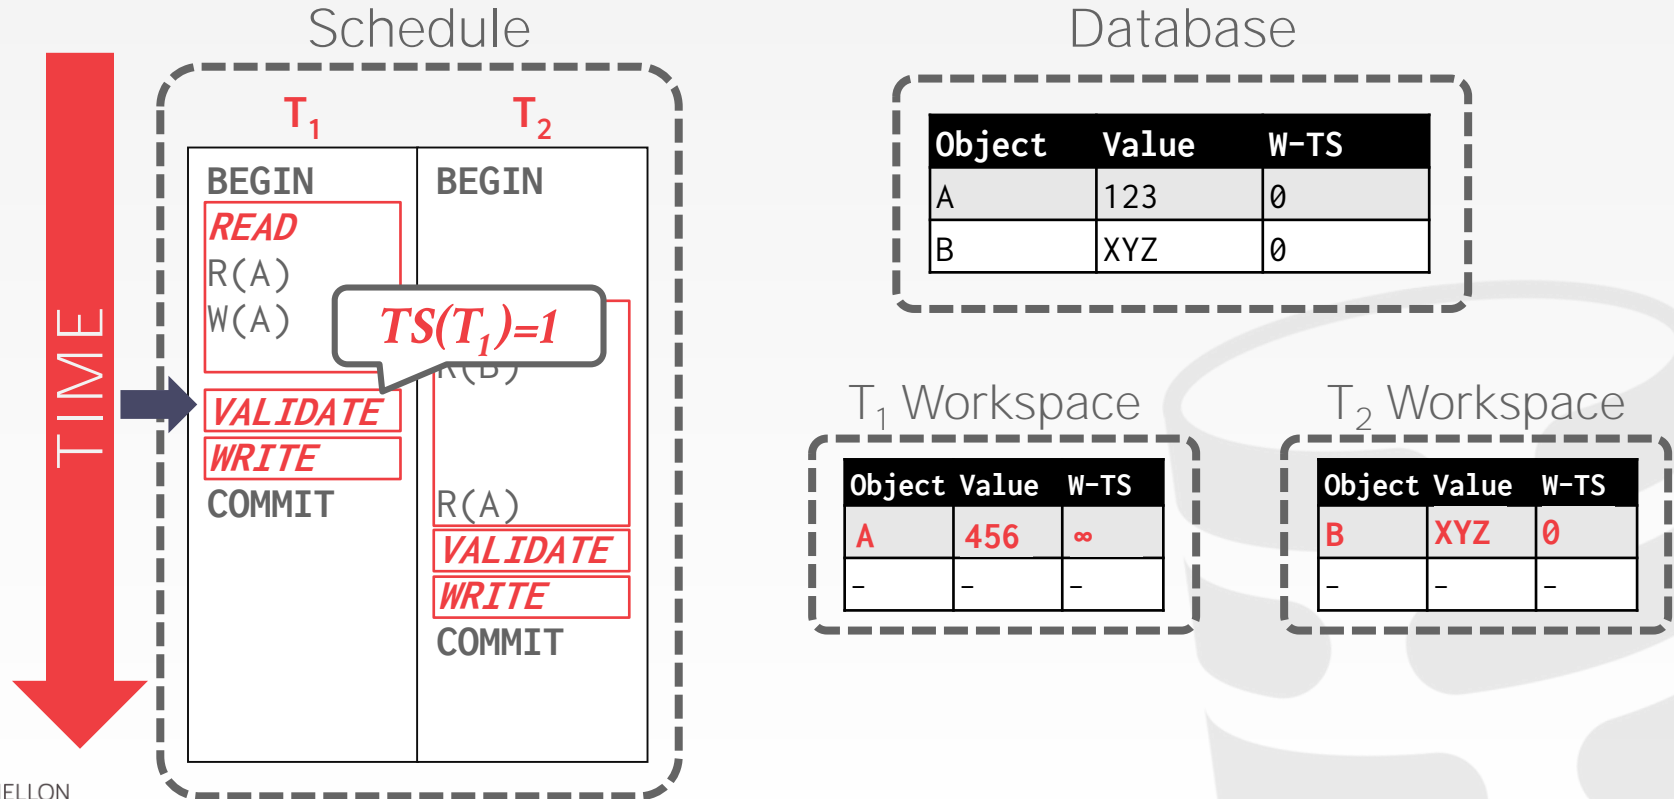 Schedule
T1 T2
BEGIN BEGIN
READ
R(A)
W(A)
TS(T1)=1
R(B)
VALIDATE
WRITE
COMMIT R(A)
VALIDATE
WRITE
COMMIT
TIME
Database
Object Value W-TS
A 123 0
B XYZ 0
T1 Workspace
Object Value W-TS
A 456 ∞
- - -
T2 Workspace
Object Value W-TS
B XYZ 0
- - -